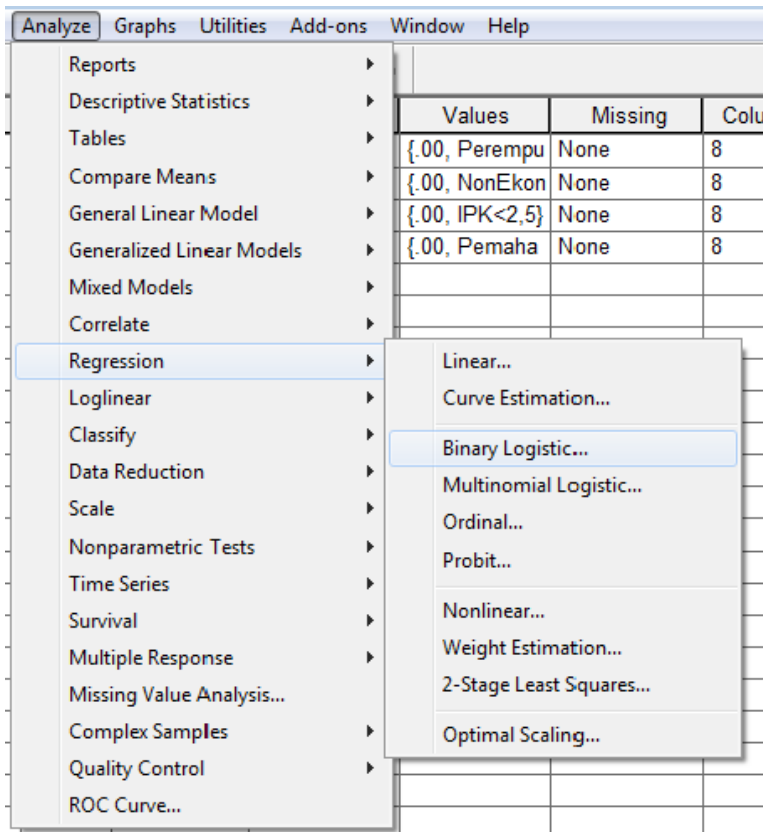 Analyze Graphs Utilities Add-ons Window Help
Reports
Descriptive Statistics
Tables
Compare Means
General Linear Model
Generalized Linear Models
Mixed Models
Correlate
Regression
Loglinear
Classify
Data Reduction
Scale
Nonparametric Tests
Time Series
Survival
Multiple Response
Missing Value Analysis...
Complex Samples
Quality Control
ROC Curve...
Values Missing Colu
{.00, Perempu None 8
{.00, NonEkon None 8
{.00, IPK<2,5} None 8
{.00, Pemaha None 8
Linear...
Curve Estimation...
Binary Logistic...
Multinomial Logistic...
Ordinal...
Probit...
Nonlinear...
Weight Estimation...
2-Stage Least Squares...
Optimal Scaling...